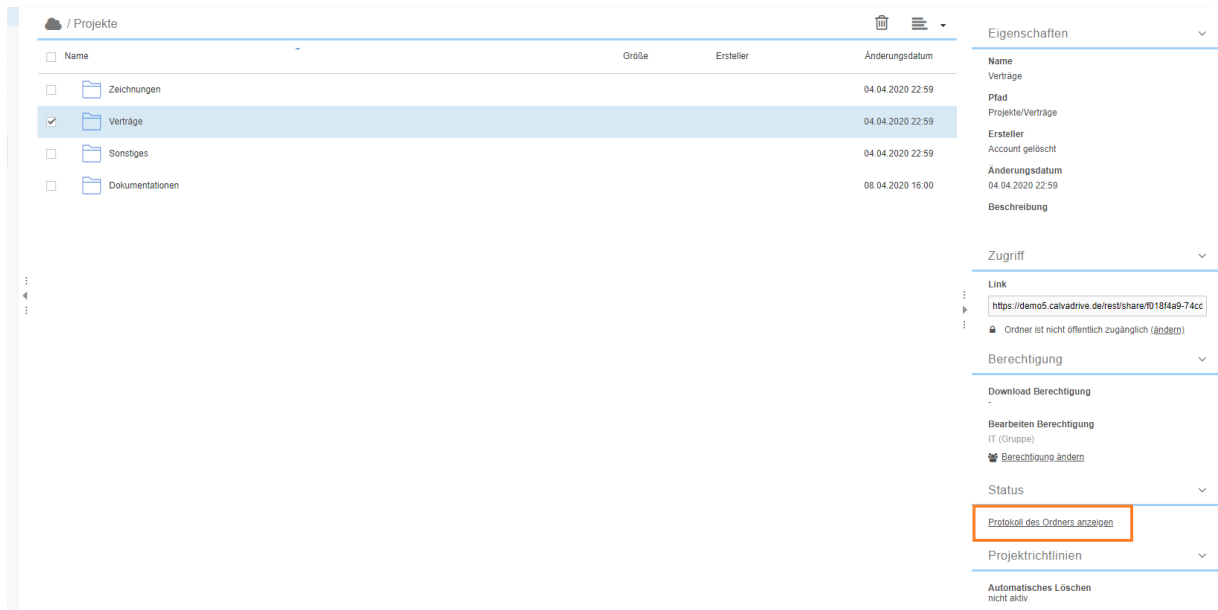 / Projekte
Name Größe Ersteller Änderungsdatum
Zeichnungen 04.04.2020 22:59
Verträge 04.04.2020 22:59
Sonstiges 04.04.2020 22:59
Dokumentationen 08.04.2020 16:00
Eigenschaften
Name
Verträge
Pfad
Projekte/Verträge
Ersteller
Account gelöscht
Änderungsdatum
04.04.2020 22:59
Beschreibung
Zugriff
Link
https://demo5.calvadrive.de/rest/share/f018f4a9-74cc
Ordner ist nicht öffentlich zugänglich (ändern)
Berechtigung
Download Berechtigung
-
Bearbeiten Berechtigung
IT (Gruppe)
Berechtigung ändern
Status
Protokoll des Ordners anzeigen
Projektrichtlinien
Automatisches Löschen
nicht aktiv